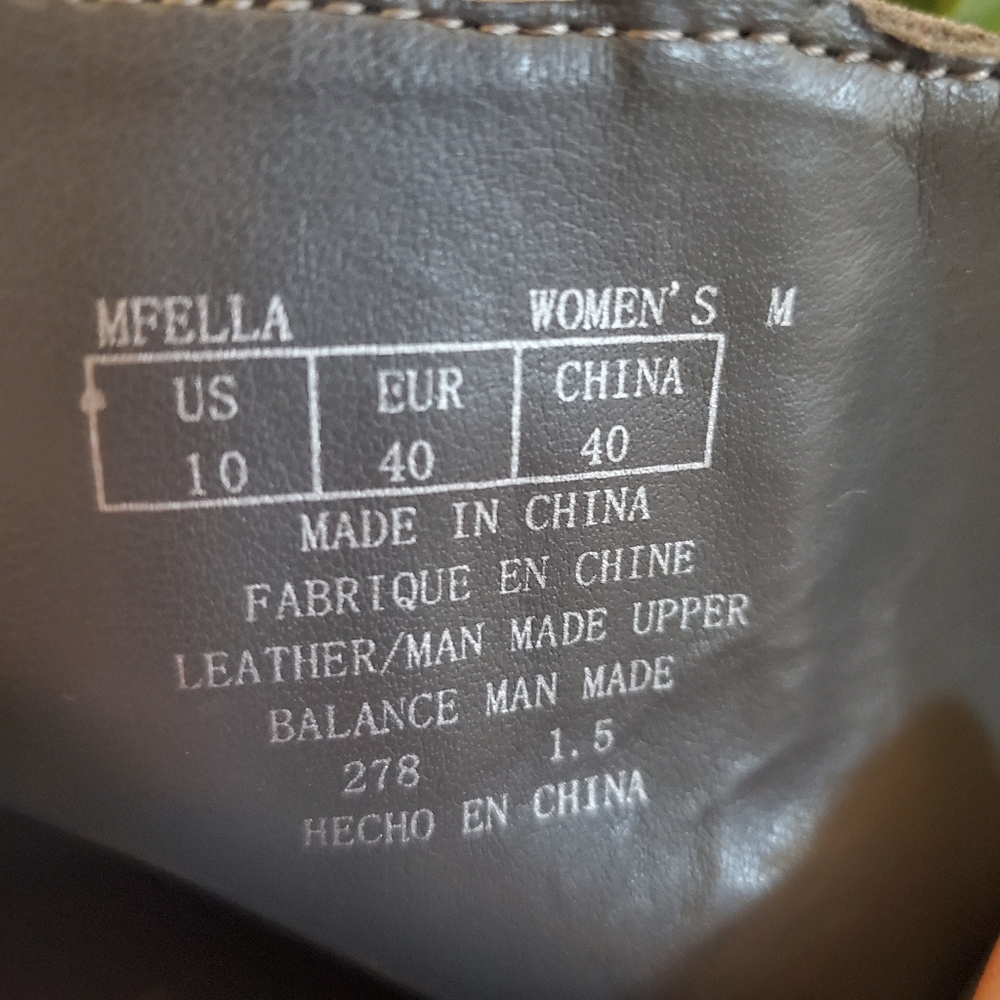 MFELLA WOMEN'S M
US EUR CHINA
10 40 40
MADE IN CHINA
FABRIQUE EN CHINE
LEATHER/MAN MADE UPPER
BALANCE MAN MADE
278 1.5
HECHO EN CHINA